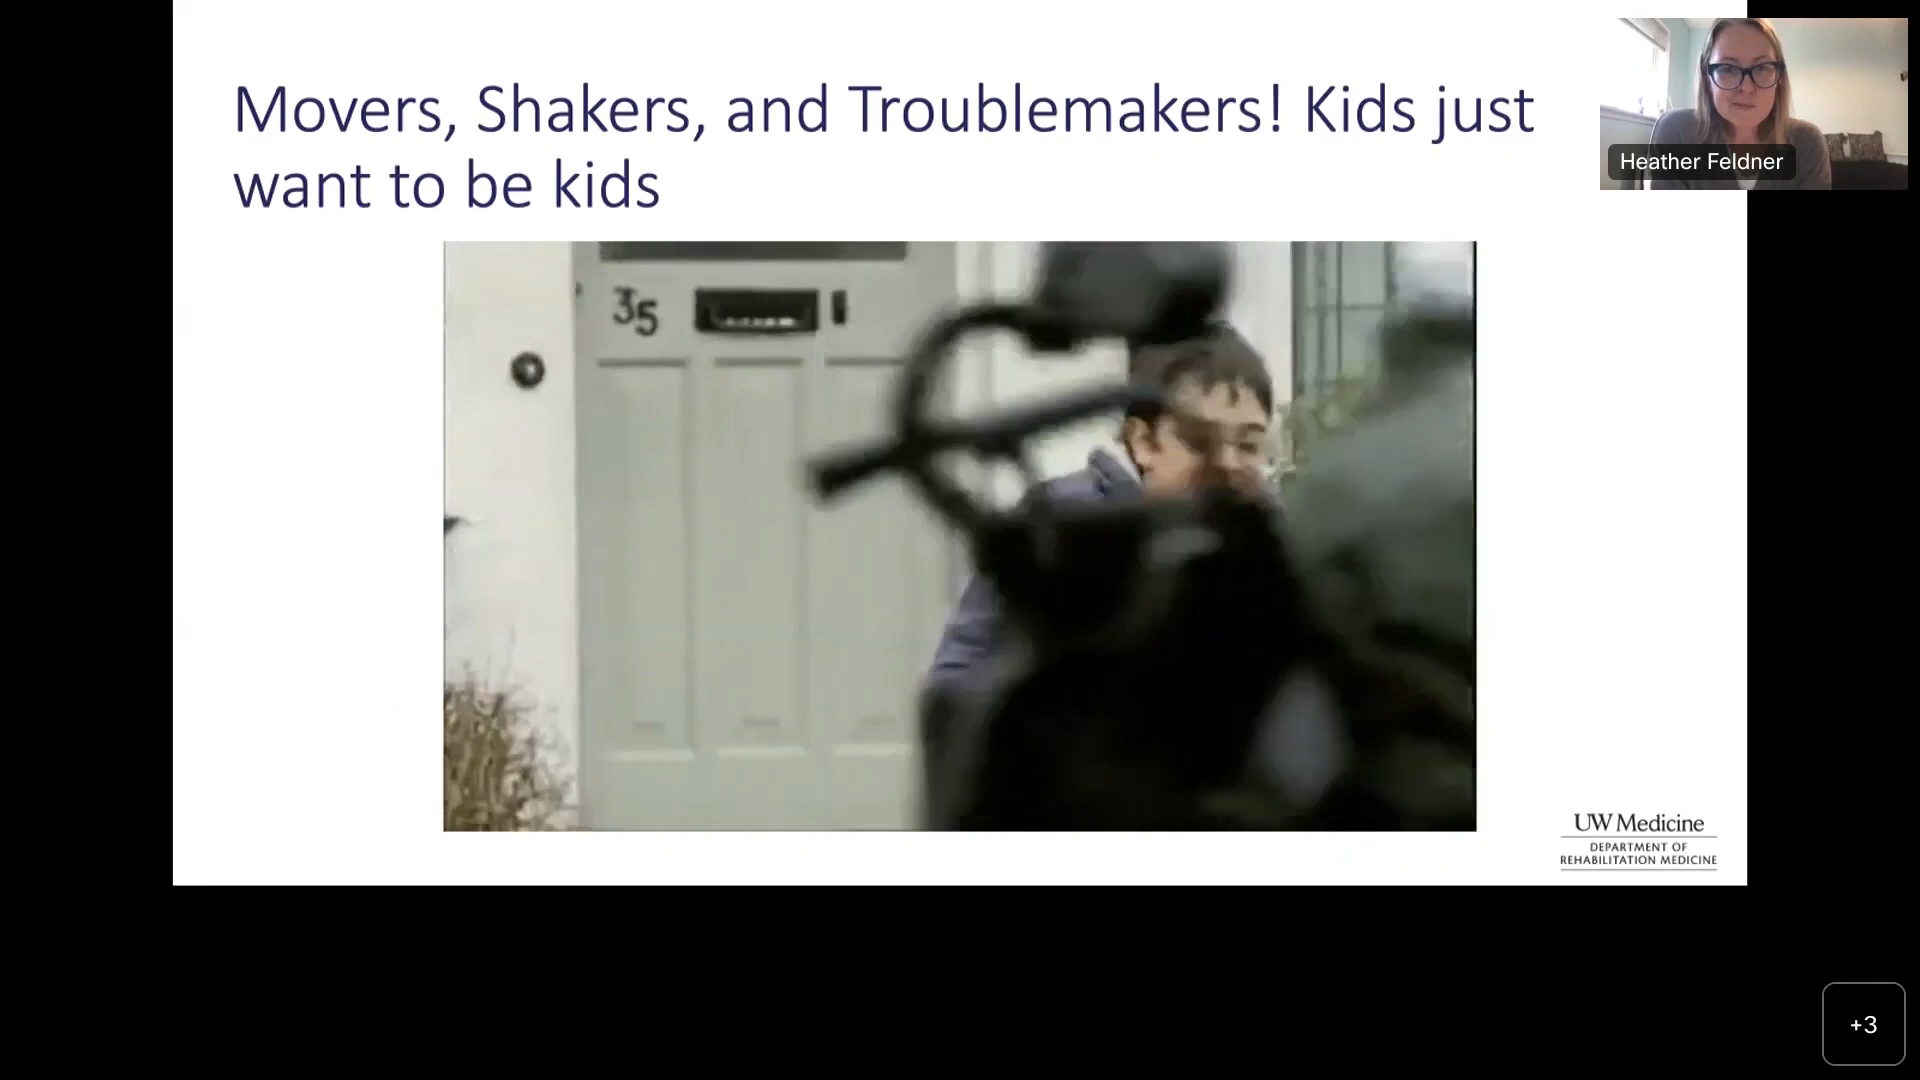 Movers, Shakers, and Troublemakers! Kids just
want to be kids
Heather Feldner
35
UW Medicine
DEPARTMENT OF
REHABILITATION MEDICINE
+3